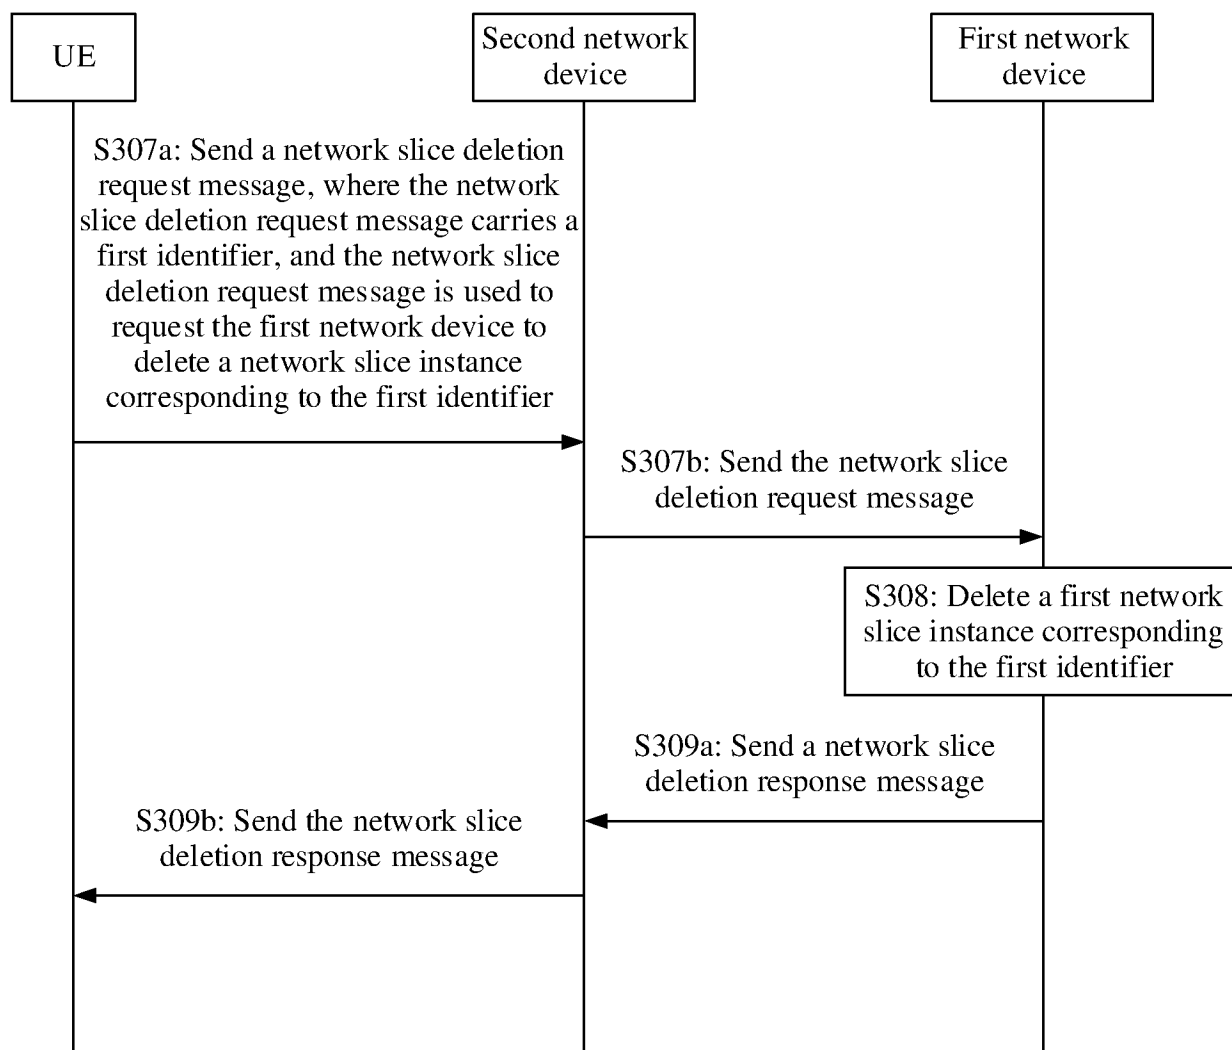 UE
Second network
device
First network
device
S307a: Send a network slice deletion
request message, where the network
slice deletion request message carries a
first identifier, and the network slice
deletion request message is used to
request the first network device to
delete a network slice instance
corresponding to the first identifier
S307b: Send the network slice
deletion request message
S308: Delete a first network
slice instance corresponding
to the first identifier
S309a: Send a network slice
deletion response message
S309b: Send the network slice
deletion response message